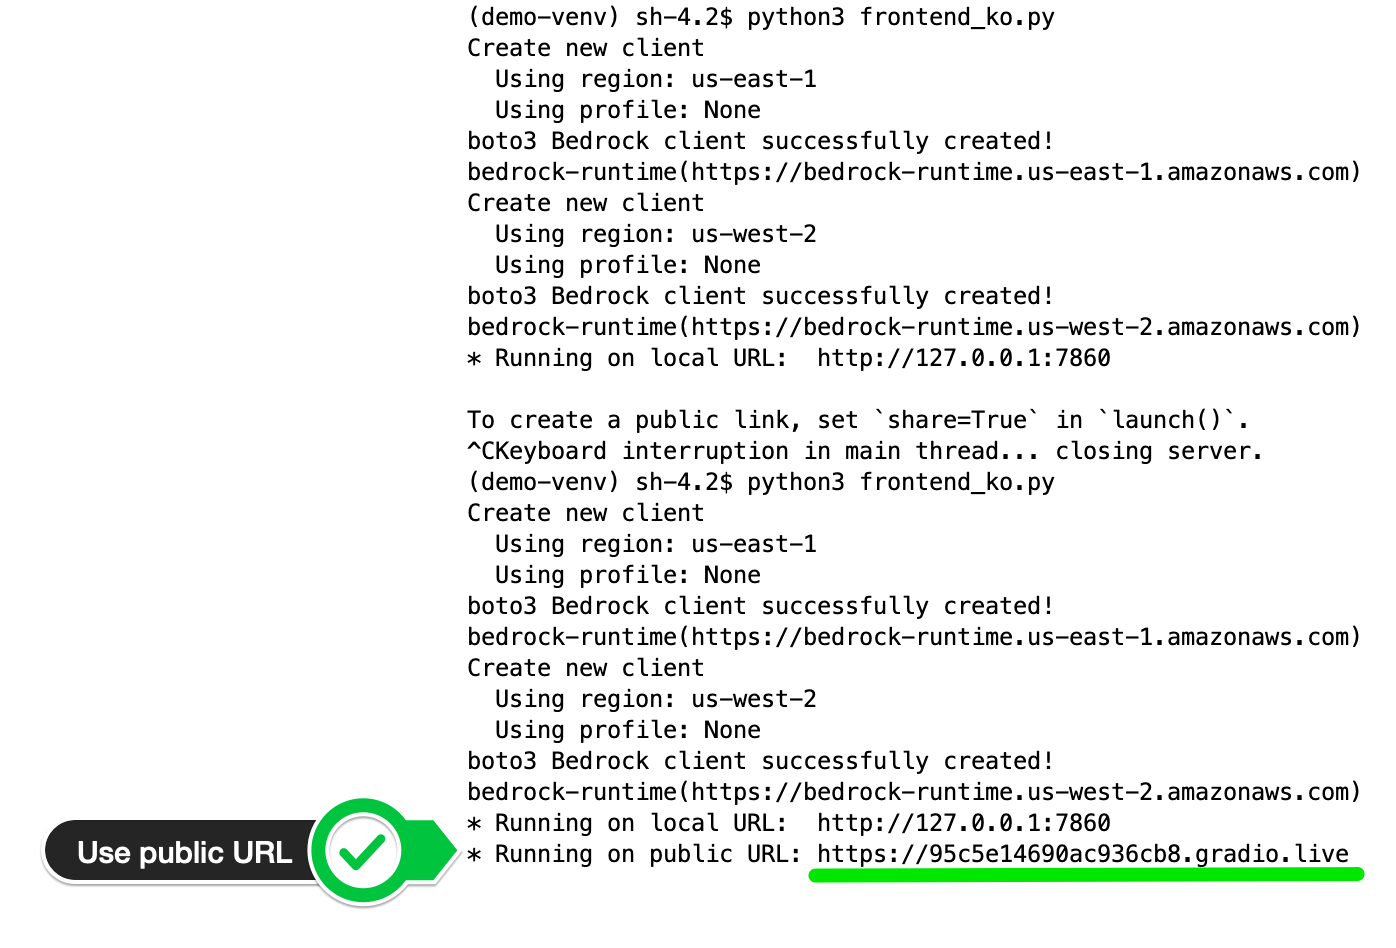 (demo-venv) sh-4.2$ python3 frontend_ko.py
Create new client
  Using region: us-east-1
  Using profile: None
boto3 Bedrock client successfully created!
bedrock-runtime(https://bedrock-runtime.us-east-1.amazonaws.com)
Create new client
  Using region: us-west-2
  Using profile: None
boto3 Bedrock client successfully created!
bedrock-runtime(https://bedrock-runtime.us-west-2.amazonaws.com)
* Running on local URL:  http://127.0.0.1:7860

To create a public link, set `share=True` in `launch()`.
^CKeyboard interruption in main thread... closing server.
(demo-venv) sh-4.2$ python3 frontend_ko.py
Create new client
  Using region: us-east-1
  Using profile: None
boto3 Bedrock client successfully created!
bedrock-runtime(https://bedrock-runtime.us-east-1.amazonaws.com)
Create new client
  Using region: us-west-2
  Using profile: None
boto3 Bedrock client successfully created!
bedrock-runtime(https://bedrock-runtime.us-west-2.amazonaws.com)
* Running on local URL:  http://127.0.0.1:7860
Use public URL
* Running on public URL: https://95c5e14690ac936cb8.gradio.live